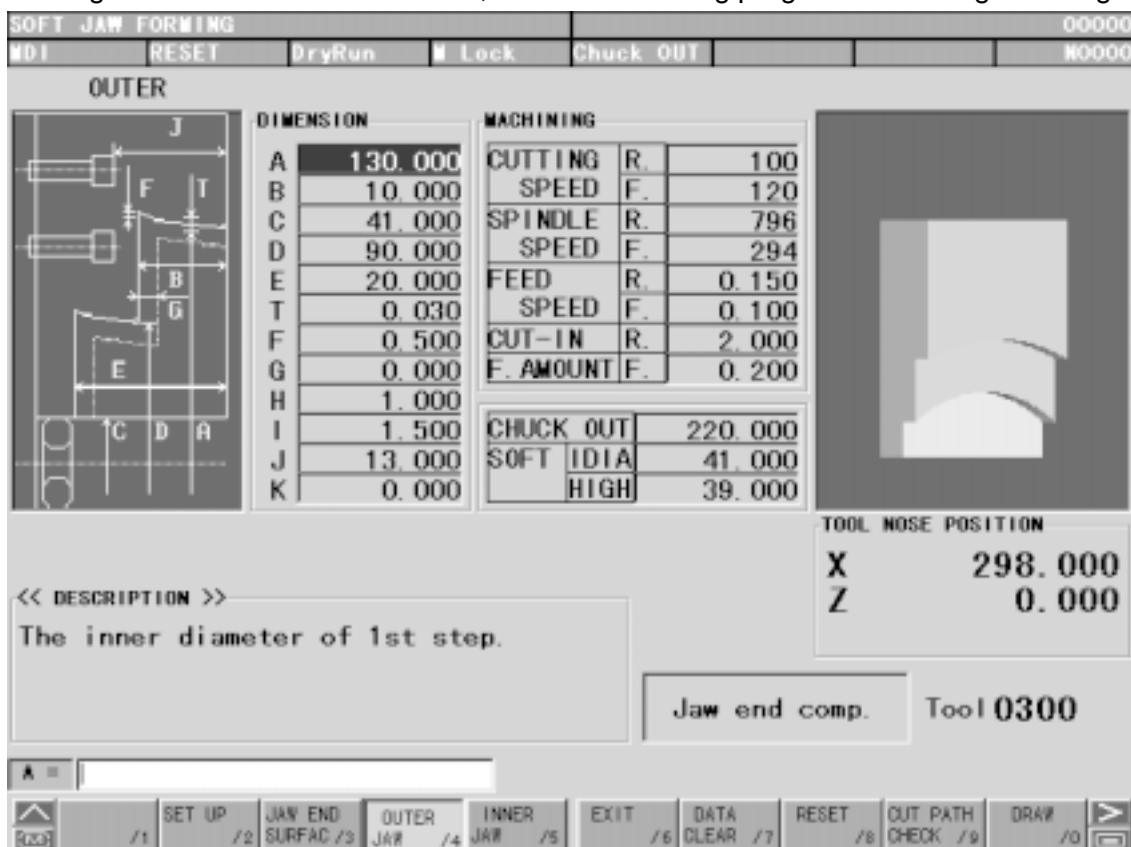 SOFT JAW FORMING O0000
MDI RESET DryRun M Lock Chuck OUT N0000
OUTER
DIMENSION
A 130.000
B 10.000
C 41.000
D 90.000
E 20.000
T 0.030
F 0.500
G 0.000
H 1.000
I 1.500
J 13.000
K 0.000
MACHINING
CUTTING R. 100
SPEED F. 120
SPINDLE R. 796
SPEED F. 294
FEED R. 0.150
SPEED F. 0.100
CUT-IN R. 2.000
F. AMOUNT F. 0.200
CHUCK OUT 220.000
SOFT IDIA 41.000
HIGH 39.000
J
F T
B
G
E
C D A
TOOL NOSE POSITION
X 298.000
Z 0.000
<< DESCRIPTION >>
The inner diameter of 1st step.
Jaw end comp. Tool 0300
A =
/1 SET UP /2 JAW END SURFAC /3 OUTER JAW /4 INNER JAW /5 EXIT /6 DATA CLEAR /7 RESET /8 CUT PATH CHECK /9 DRAW /0